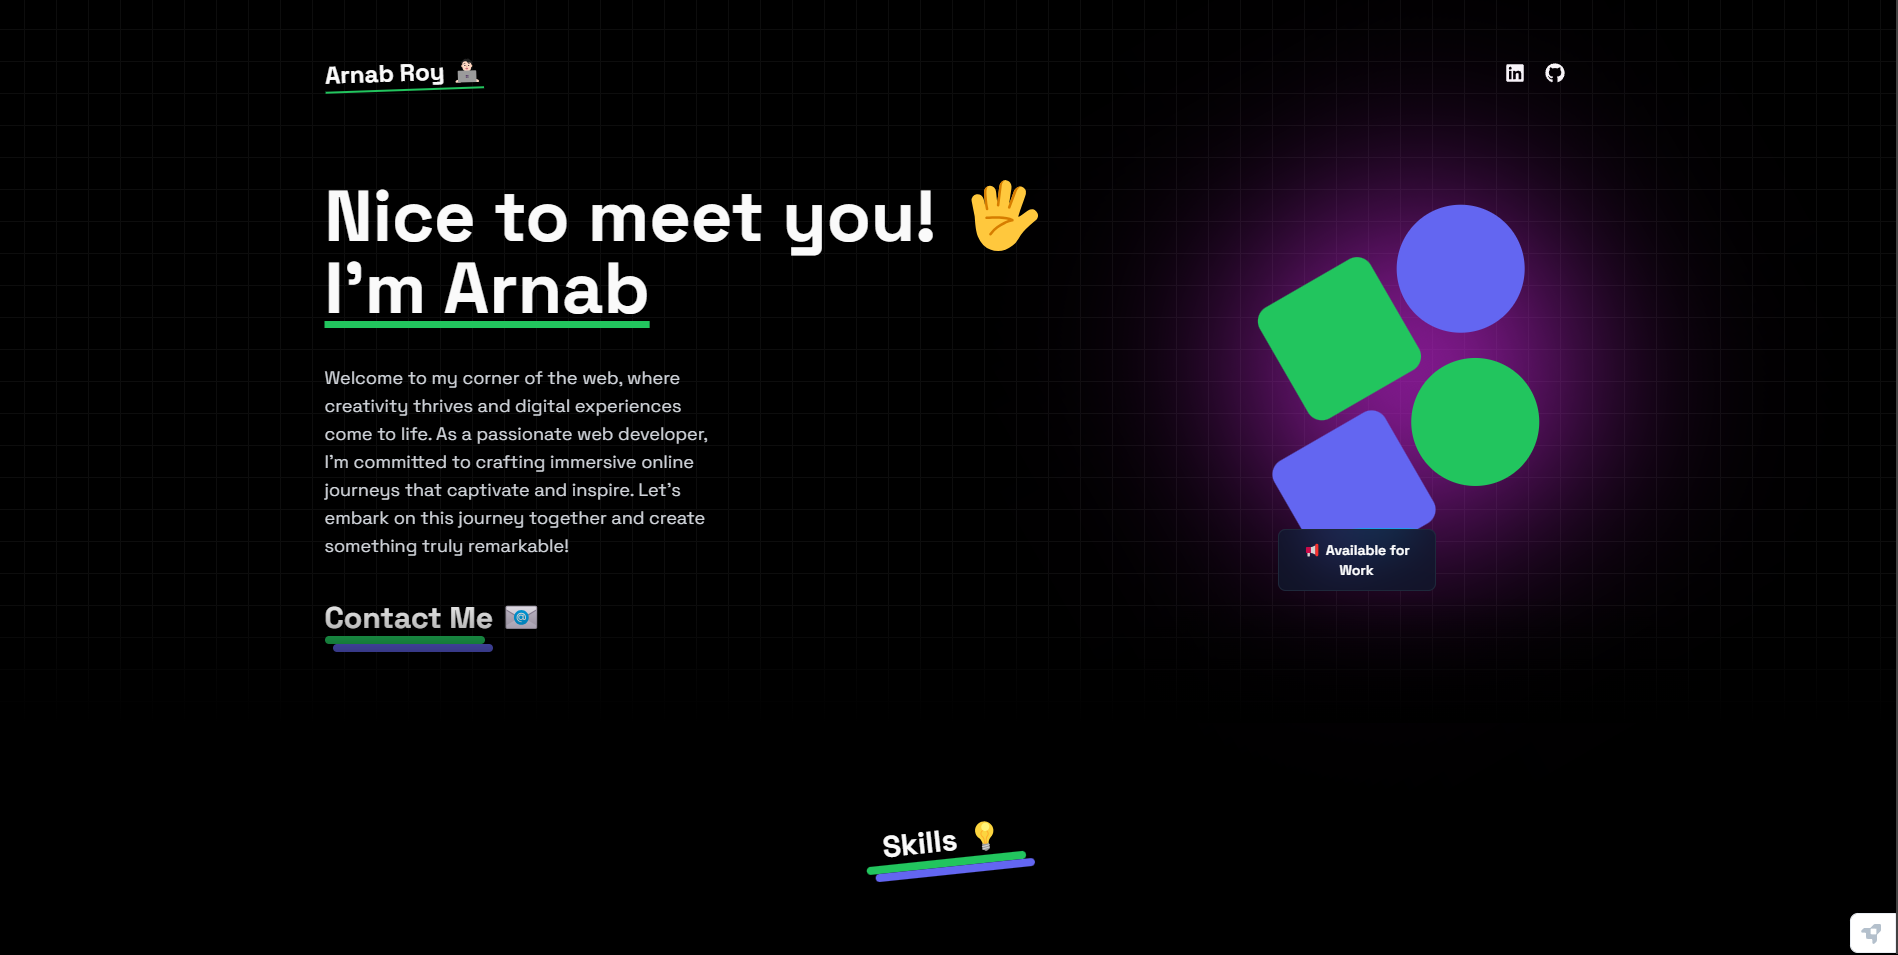 Arnab Roy
Nice to meet you!
I'm Arnab
Welcome to my corner of the web, where
creativity thrives and digital experiences
come to life. As a passionate web developer,
I'm committed to crafting immersive online
journeys that captivate and inspire. Let's
embark on this journey together and create
something truly remarkable!
Contact Me
Available for
Work
Skills